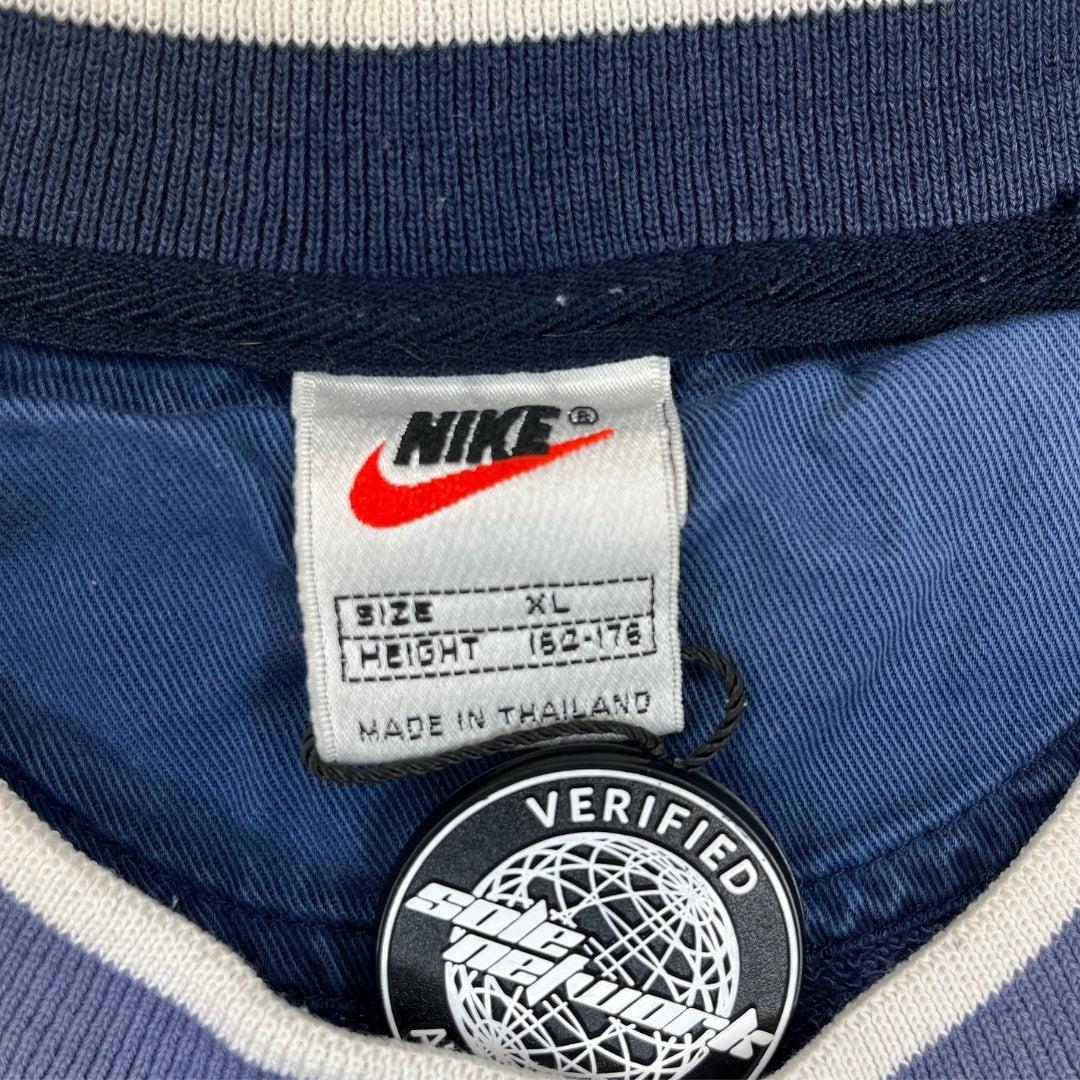 NIKE®
SIZE XL
HEIGHT 162-176
MADE IN THAILAND
VERIFIED
sole
network